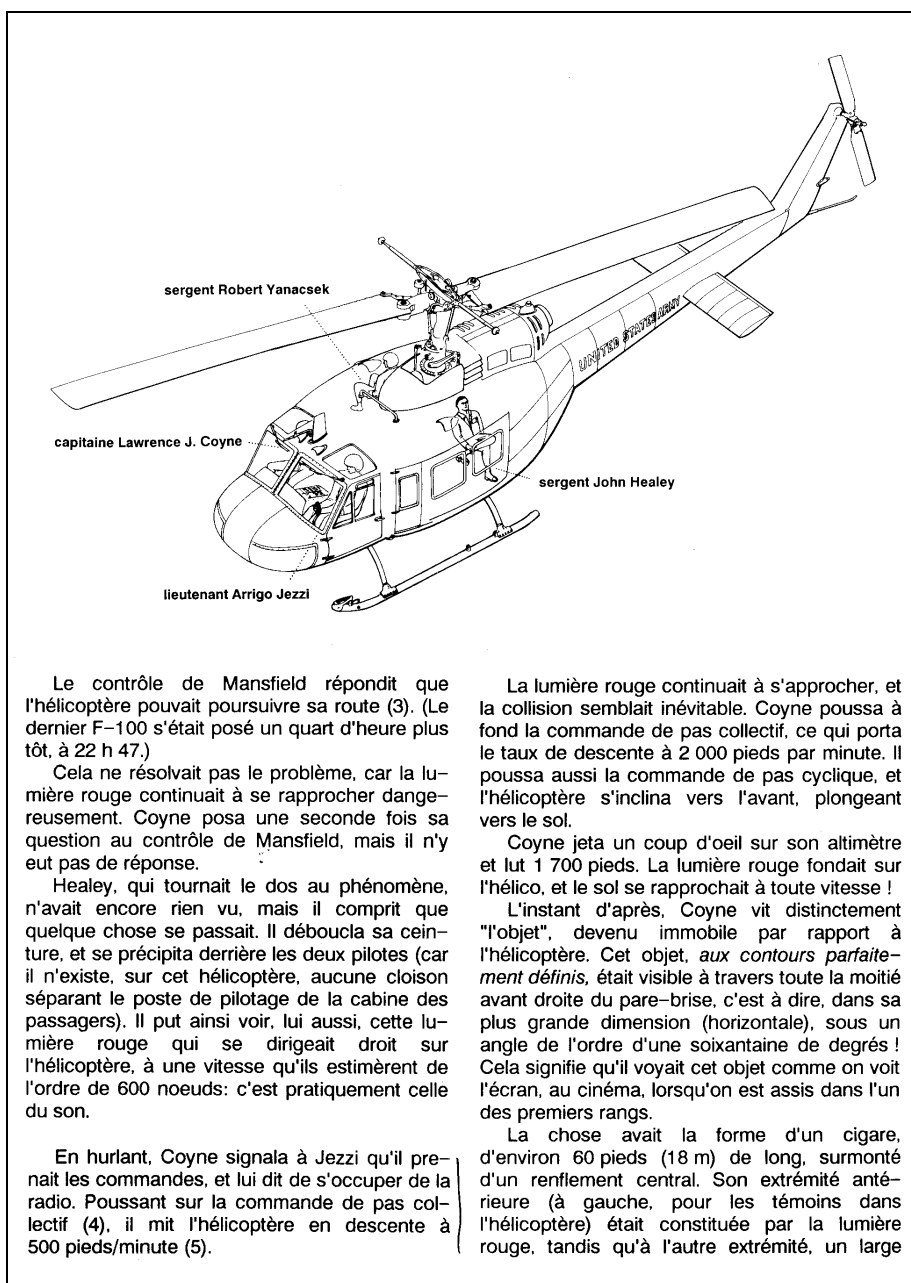 sergent Robert Yanacsek
UNITED STATES ARMY
capitaine Lawrence J. Coyne
sergent John Healey
lieutenant Arrigo Jezzi
Le contrôle de Mansfield répondit que
l'hélicoptère pouvait poursuivre sa route (3). (Le
dernier F-100 s'était posé un quart d'heure plus
tôt, à 22 h 47.)
Cela ne résolvait pas le problème, car la lu-
mière rouge continuait à se rapprocher dange-
reusement. Coyne posa une seconde fois sa
question au contrôle de Mansfield, mais il n'y
eut pas de réponse.
Healey, qui tournait le dos au phénomène,
n'avait encore rien vu, mais il comprit que
quelque chose se passait. Il déboucla sa cein-
ture, et se précipita derrière les deux pilotes (car
il n'existe, sur cet hélicoptère, aucune cloison
séparant le poste de pilotage de la cabine des
passagers). Il put ainsi voir, lui aussi, cette lu-
mière rouge qui se dirigeait droit sur
l'hélicoptère, à une vitesse qu'ils estimèrent de
l'ordre de 600 noeuds: c'est pratiquement celle
du son.
En hurlant, Coyne signala à Jezzi qu'il pre-
nait les commandes, et lui dit de s'occuper de la
radio. Poussant sur la commande de pas col-
lectif (4), il mit l'hélicoptère en descente à
500 pieds/minute (5).
La lumière rouge continuait à s'approcher, et
la collision semblait inévitable. Coyne poussa à
fond la commande de pas collectif, ce qui porta
le taux de descente à 2 000 pieds par minute. Il
poussa aussi la commande de pas cyclique, et
l'hélicoptère s'inclina vers l'avant, plongeant
vers le sol.
Coyne jeta un coup d'oeil sur son altimètre
et lut 1 700 pieds. La lumière rouge fondait sur
l'hélico, et le sol se rapprochait à toute vitesse !
L'instant d'après, Coyne vit distinctement
"l'objet", devenu immobile par rapport à
l'hélicoptère. Cet objet, aux contours parfaite-
ment définis, était visible à travers toute la moitié
avant droite du pare-brise, c'est à dire, dans sa
plus grande dimension (horizontale), sous un
angle de l'ordre d'une soixantaine de degrés !
Cela signifie qu'il voyait cet objet comme on voit
l'écran, au cinéma, lorsqu'on est assis dans l'un
des premiers rangs.
La chose avait la forme d'un cigare,
d'environ 60 pieds (18 m) de long, surmonté
d'un renflement central. Son extrémité anté-
rieure (à gauche, pour les témoins dans
l'hélicoptère) était constituée par la lumière
rouge, tandis qu'à l'autre extrémité, un large